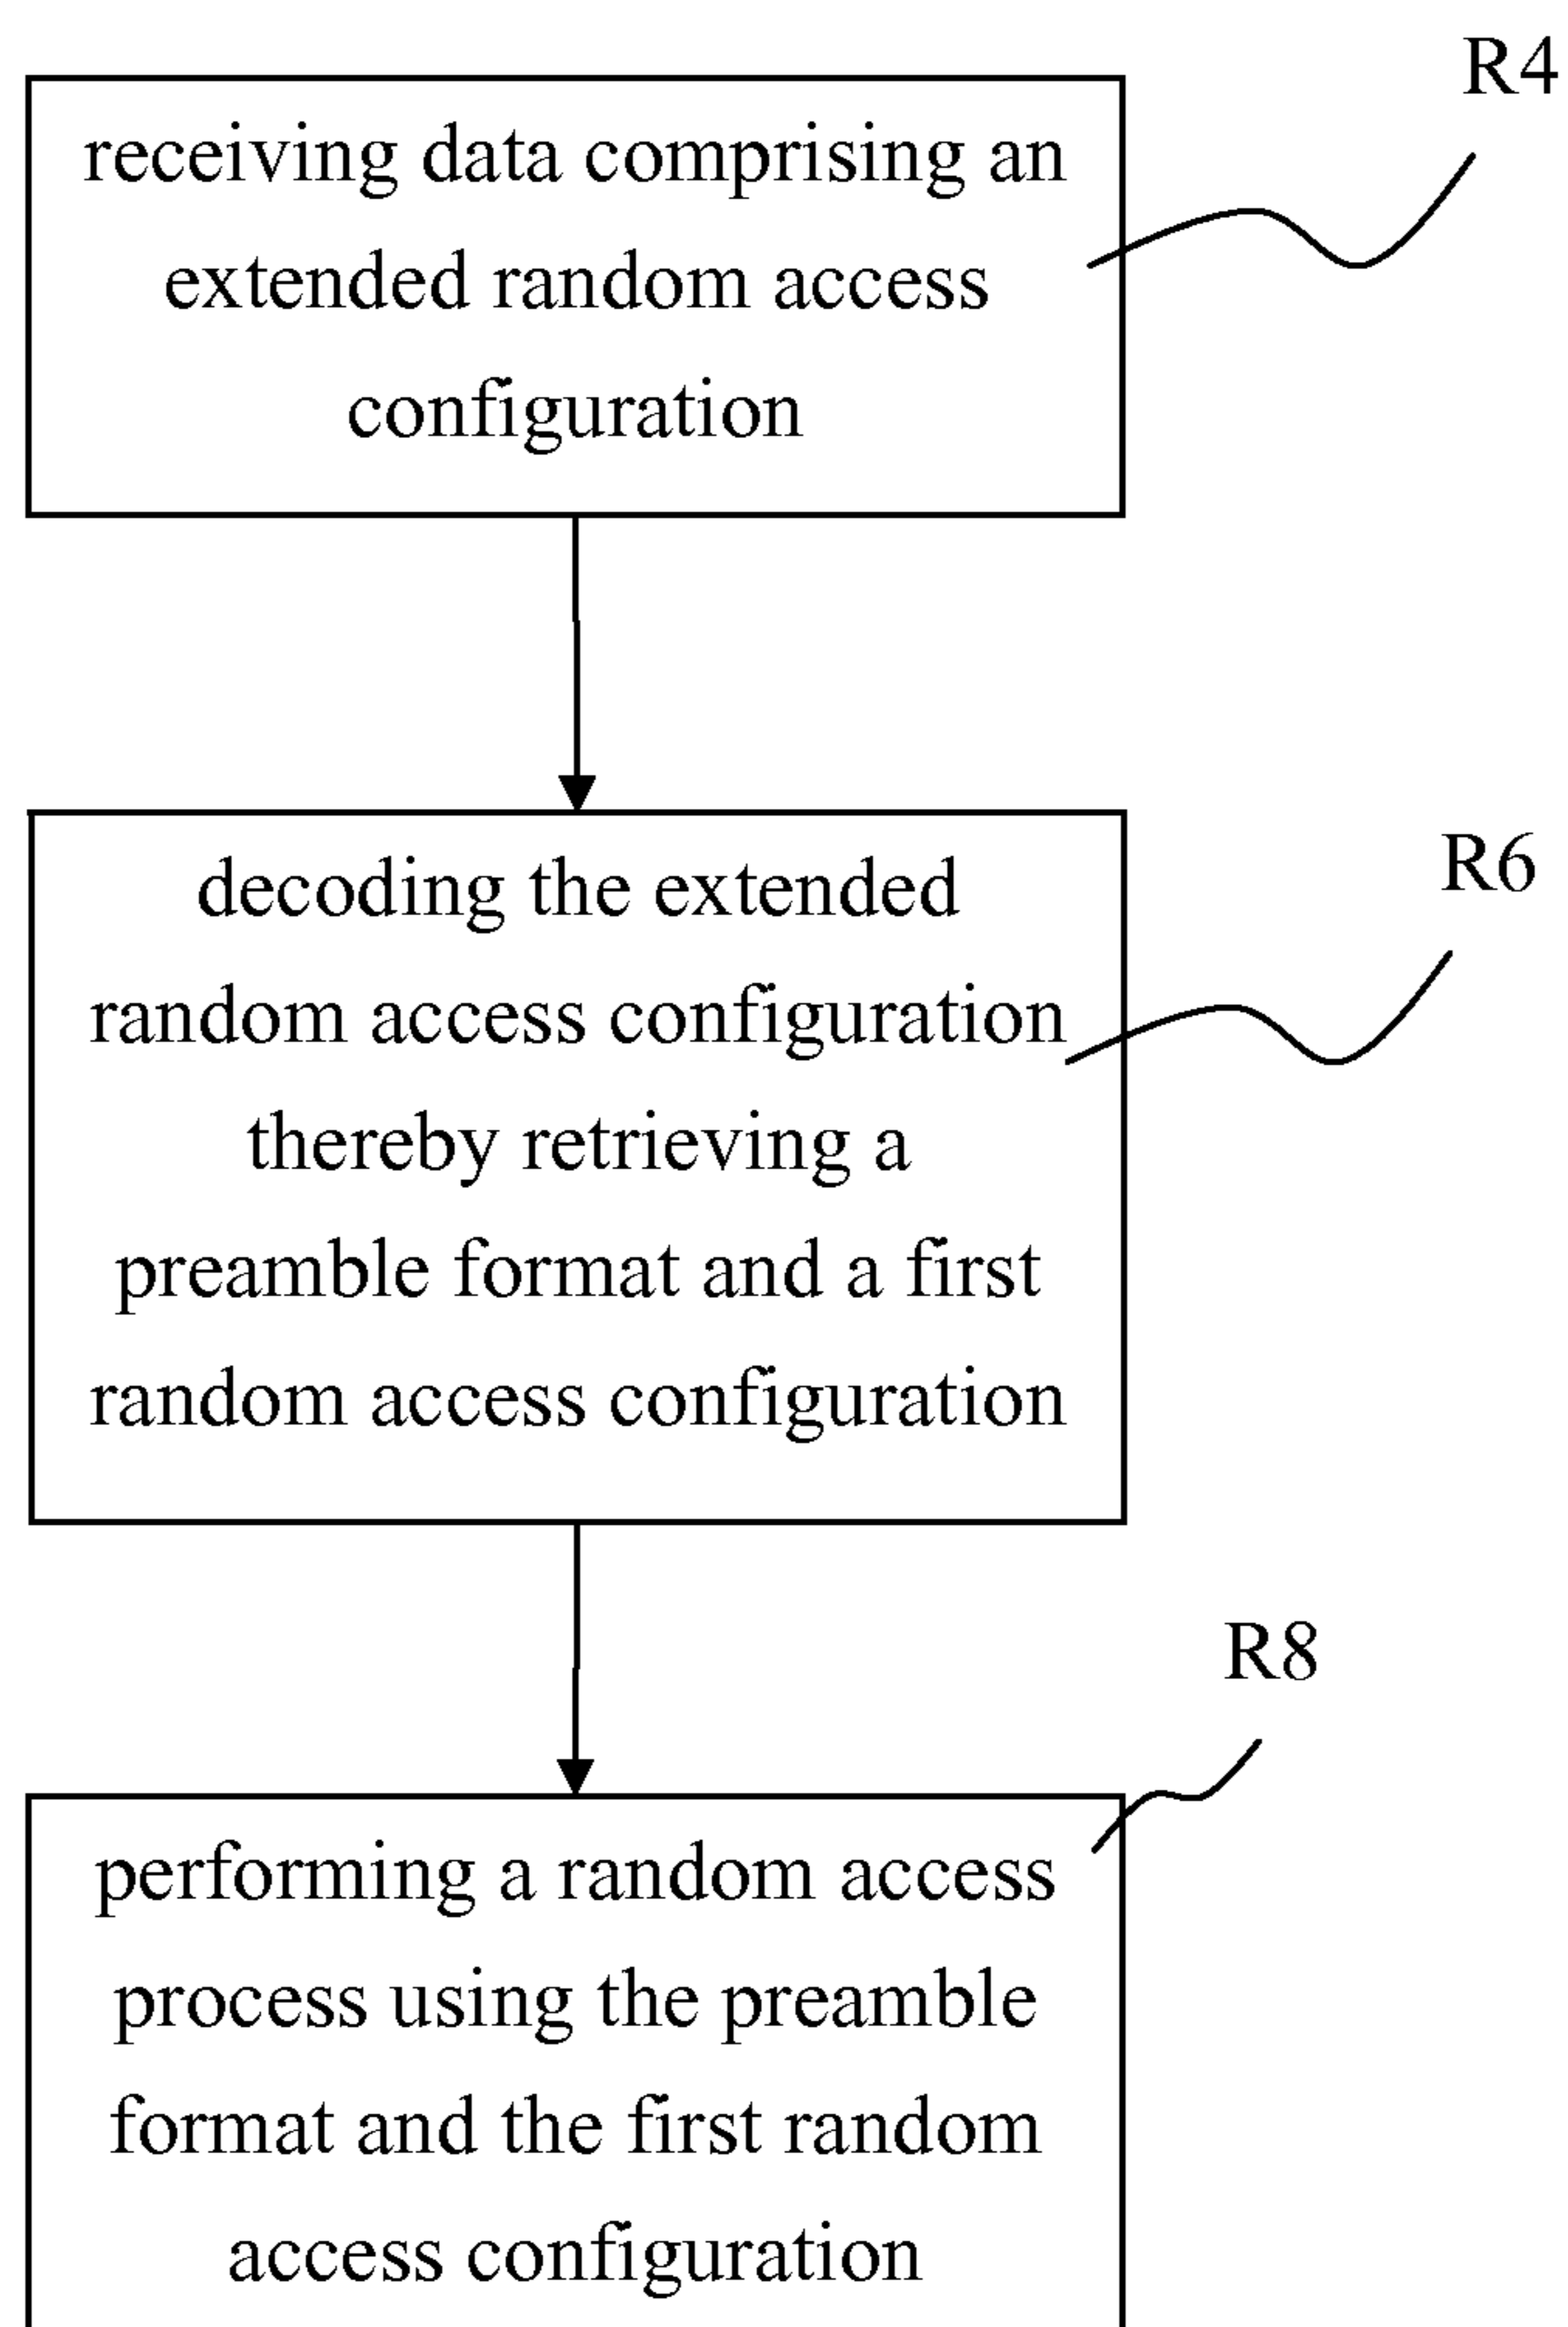 R4
receiving data comprising an
extended random access
configuration
R6
decoding the extended
random access configuration
thereby retrieving a
preamble format and a first
random access configuration
R8
performing a random access
process using the preamble
format and the first random
access configuration